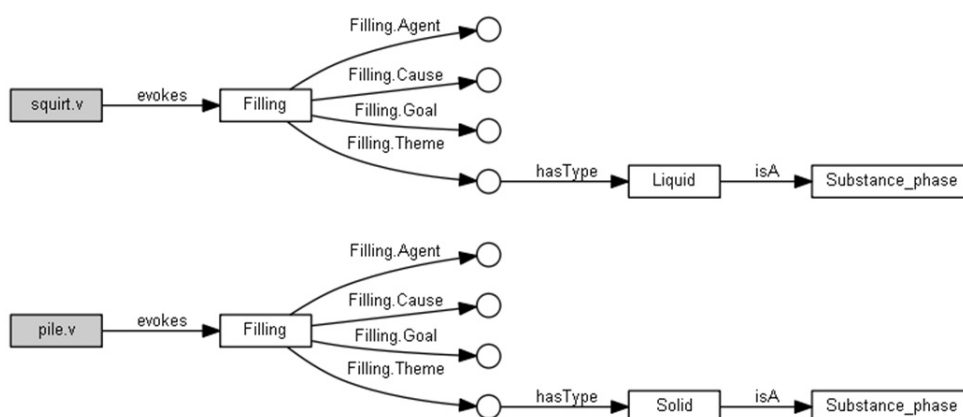 Filling.Agent
Filling.Cause
squirt.v evokes Filling Filling.Goal
Filling.Theme
hasType Liquid isA Substance_phase
Filling.Agent
Filling.Cause
pile.v evokes Filling Filling.Goal
Filling.Theme
hasType Solid isA Substance_phase